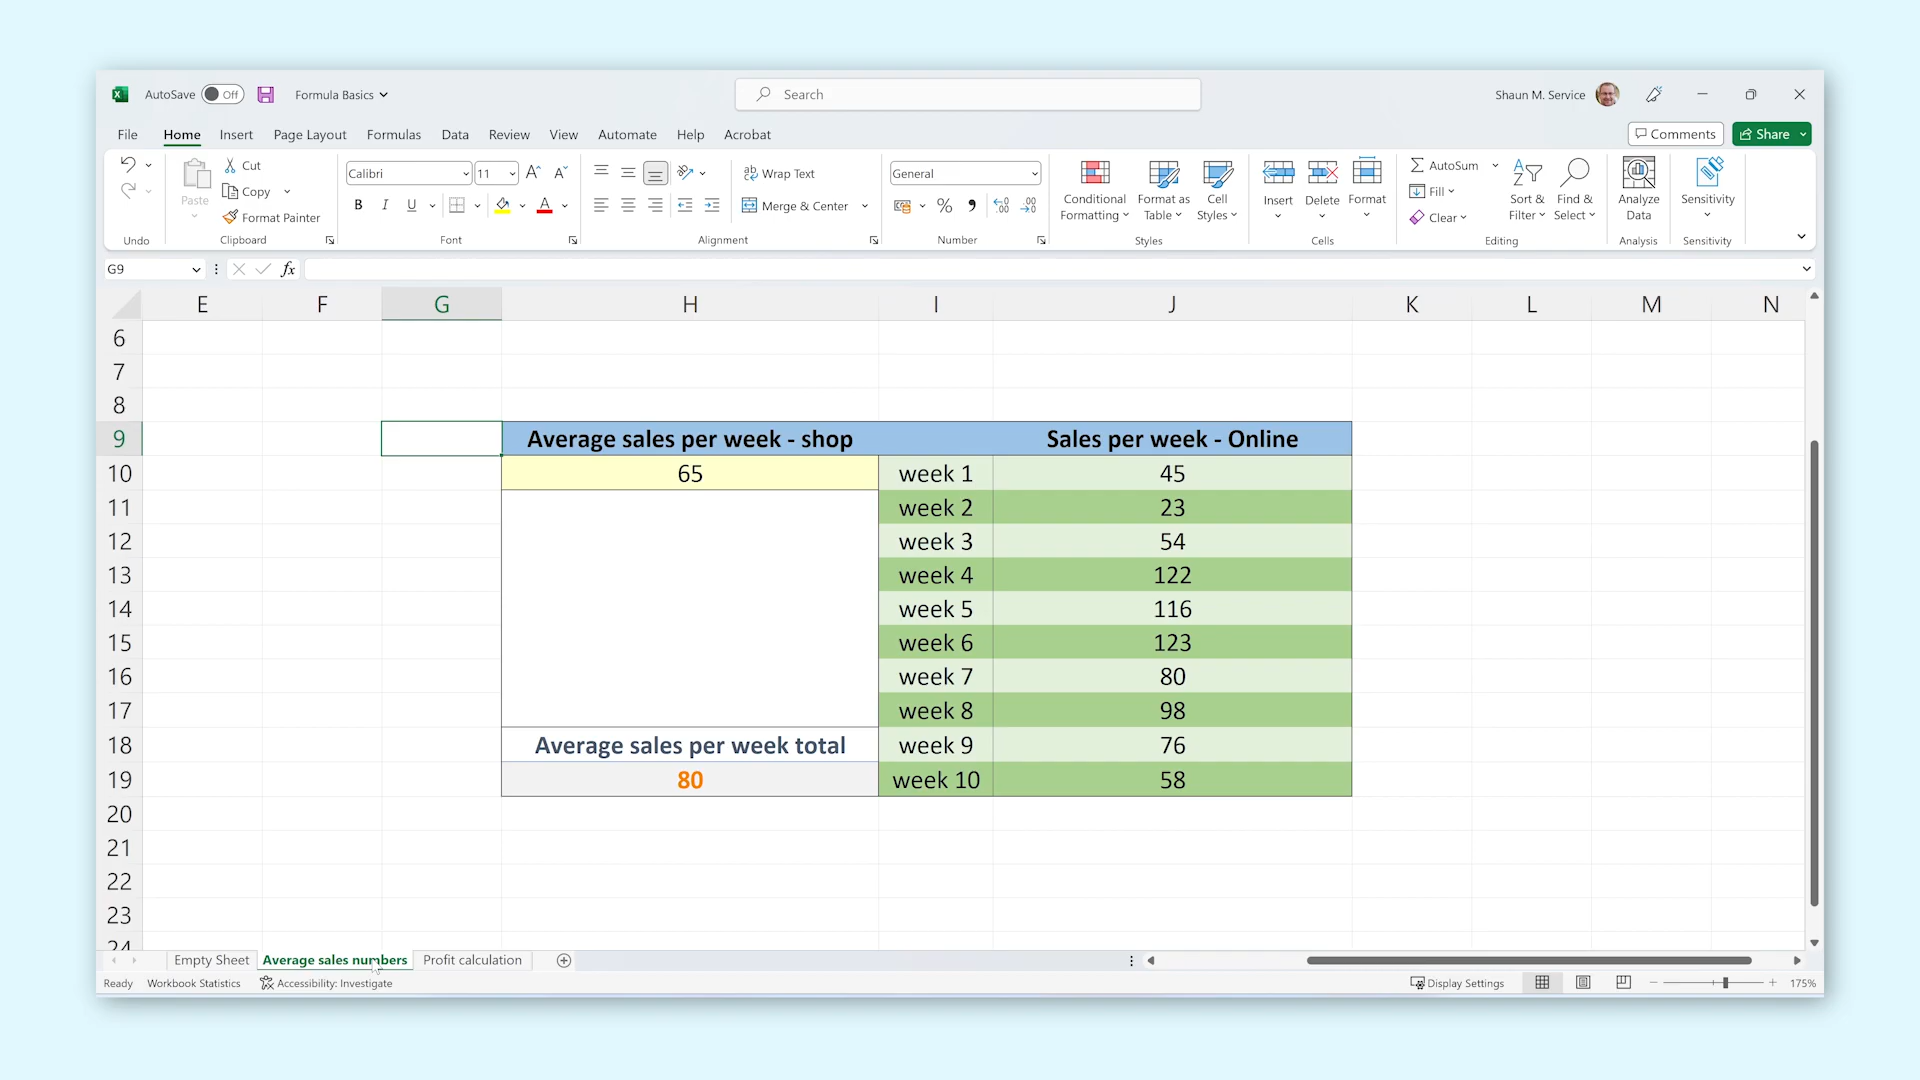 AutoSave Off Formula Basics Search Shaun M. Service
File Home Insert Page Layout Formulas Data Review View Automate Help Acrobat Comments Share
Paste Cut Copy Format Painter
Calibri 11 B I U A
Wrap Text Merge & Center
General %
Conditional Formatting Format as Table Cell Styles
Insert Delete Format
AutoSum Fill Clear Sort & Filter Find & Select
Analyze Data Sensitivity
Undo Clipboard Font Alignment Number Styles Cells Editing Analysis Sensitivity
G9 fx
E F G H I J K L M N
6
7
8
9 Average sales per week - shop Sales per week - Online
10 65 week 1 45
11 week 2 23
12 week 3 54
13 week 4 122
14 week 5 116
15 week 6 123
16 week 7 80
17 week 8 98
18 Average sales per week total week 9 76
19 80 week 10 58
20
21
22
23
24
Empty Sheet Average sales numbers Profit calculation
Ready Workbook Statistics Accessibility: Investigate Display Settings 175%